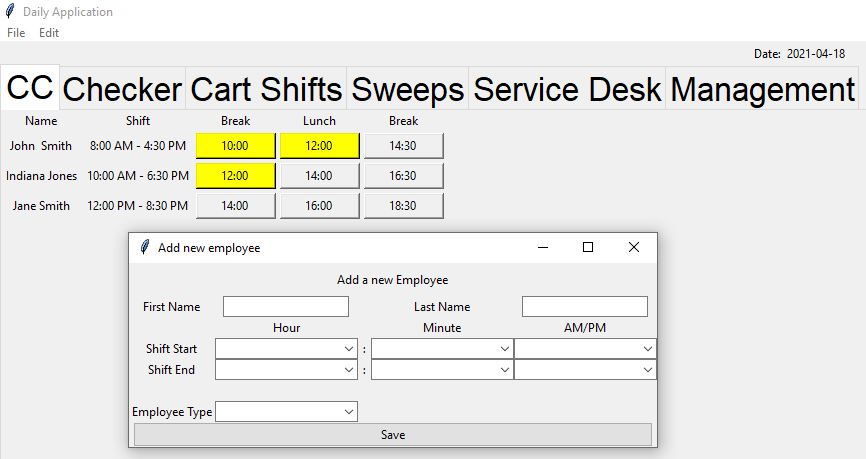 Daily Application
File Edit
Date: 2021-04-18
CC Checker Cart Shifts Sweeps Service Desk Management
Name Shift Break Lunch Break
John Smith 8:00 AM - 4:30 PM 10:00 12:00 14:30
Indiana Jones 10:00 AM - 6:30 PM 12:00 14:00 16:30
Jane Smith 12:00 PM - 8:30 PM 14:00 16:00 18:30
Add new employee
Add a new Employee
First Name Last Name
Hour Minute AM/PM
Shift Start :
Shift End :
Employee Type
Save